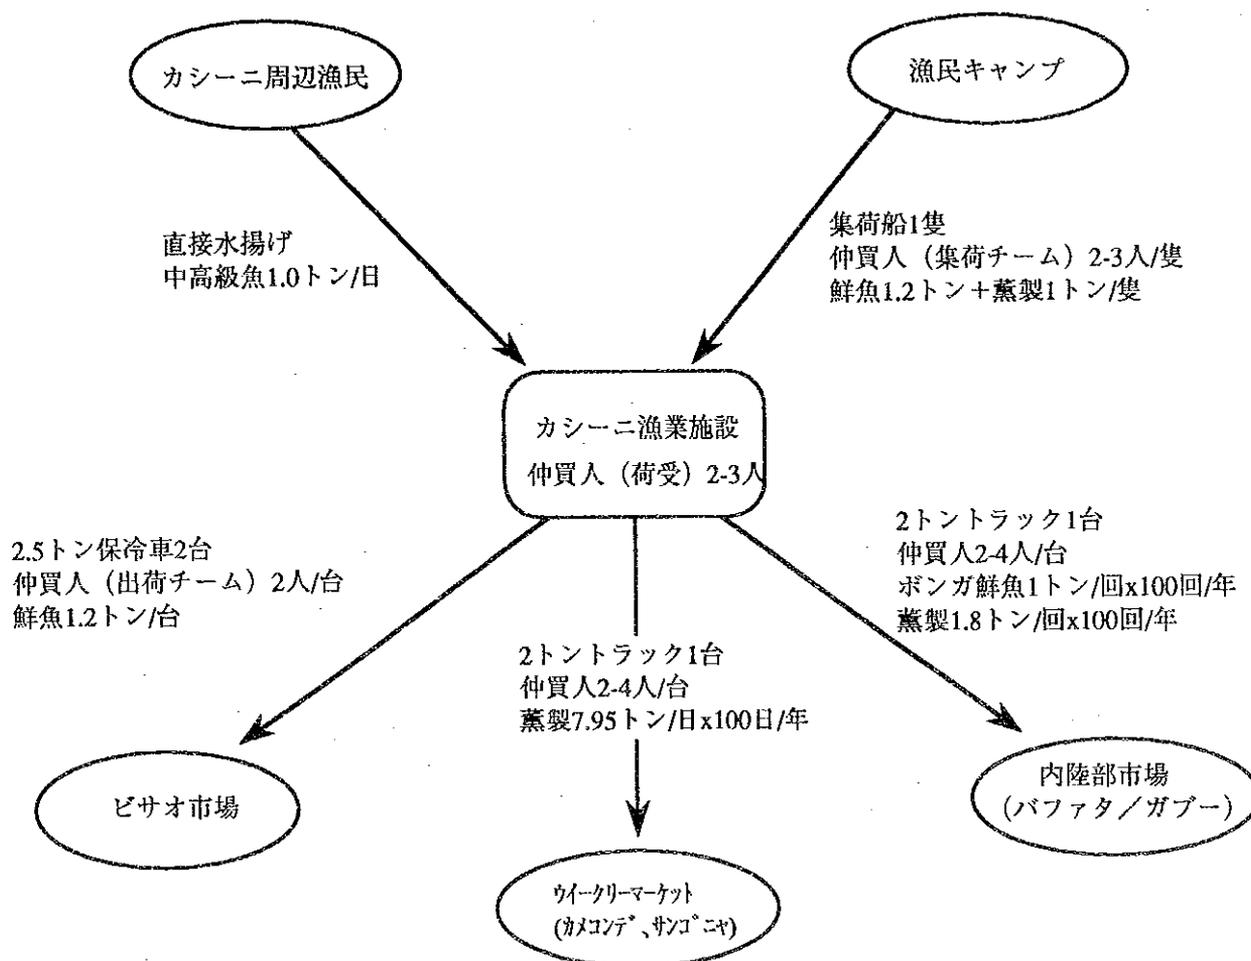 カシーニ周辺漁民
漁民キャンプ
直接水揚げ
中高級魚1.0トン/日
集荷船1隻
仲買人（集荷チーム）2-3人/隻
鮮魚1.2トン＋薫製1トン/隻
カシーニ漁業施設
仲買人（荷受）2-3人
2.5トン保冷車2台
仲買人（出荷チーム）2人/台
鮮魚1.2トン/台
2トントラック1台
仲買人2-4人/台
薫製7.95トン/日x100日/年
2トントラック1台
仲買人2-4人/台
ボンガ鮮魚1トン/回x100回/年
薫製1.8トン/回x100回/年
ビサオ市場
ｳｲｰｸﾘｰﾏｰｹｯﾄ
(ｶﾒｺﾝﾃﾞ､ｻﾝｺﾞﾆｬ)
内陸部市場
(バファタ／ガブー)